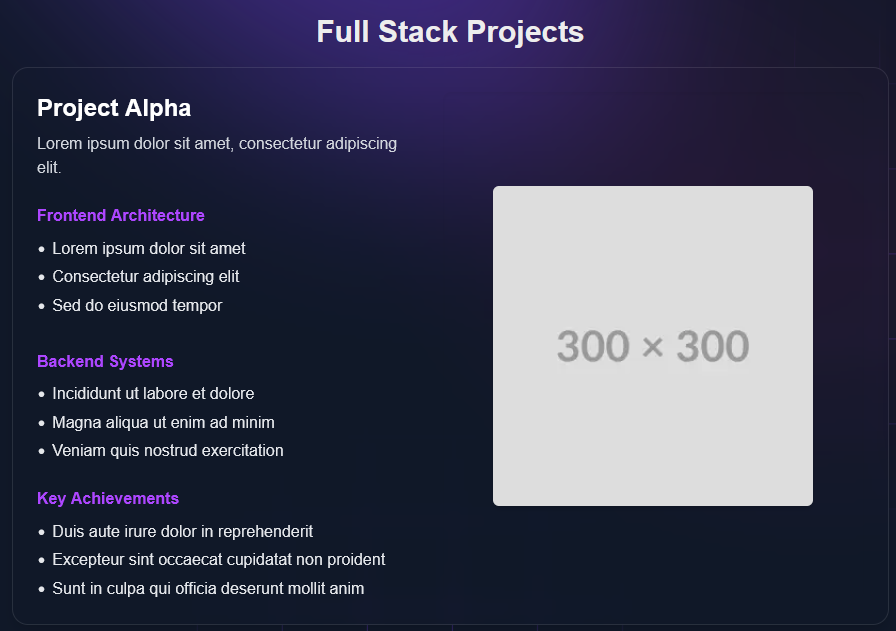 Full Stack Projects
Project Alpha
Lorem ipsum dolor sit amet, consectetur adipiscing
elit.
Frontend Architecture
• Lorem ipsum dolor sit amet
• Consectetur adipiscing elit
• Sed do eiusmod tempor
Backend Systems
• Incididunt ut labore et dolore
• Magna aliqua ut enim ad minim
• Veniam quis nostrud exercitation
Key Achievements
• Duis aute irure dolor in reprehenderit
• Excepteur sint occaecat cupidatat non proident
• Sunt in culpa qui officia deserunt mollit anim
300 × 300